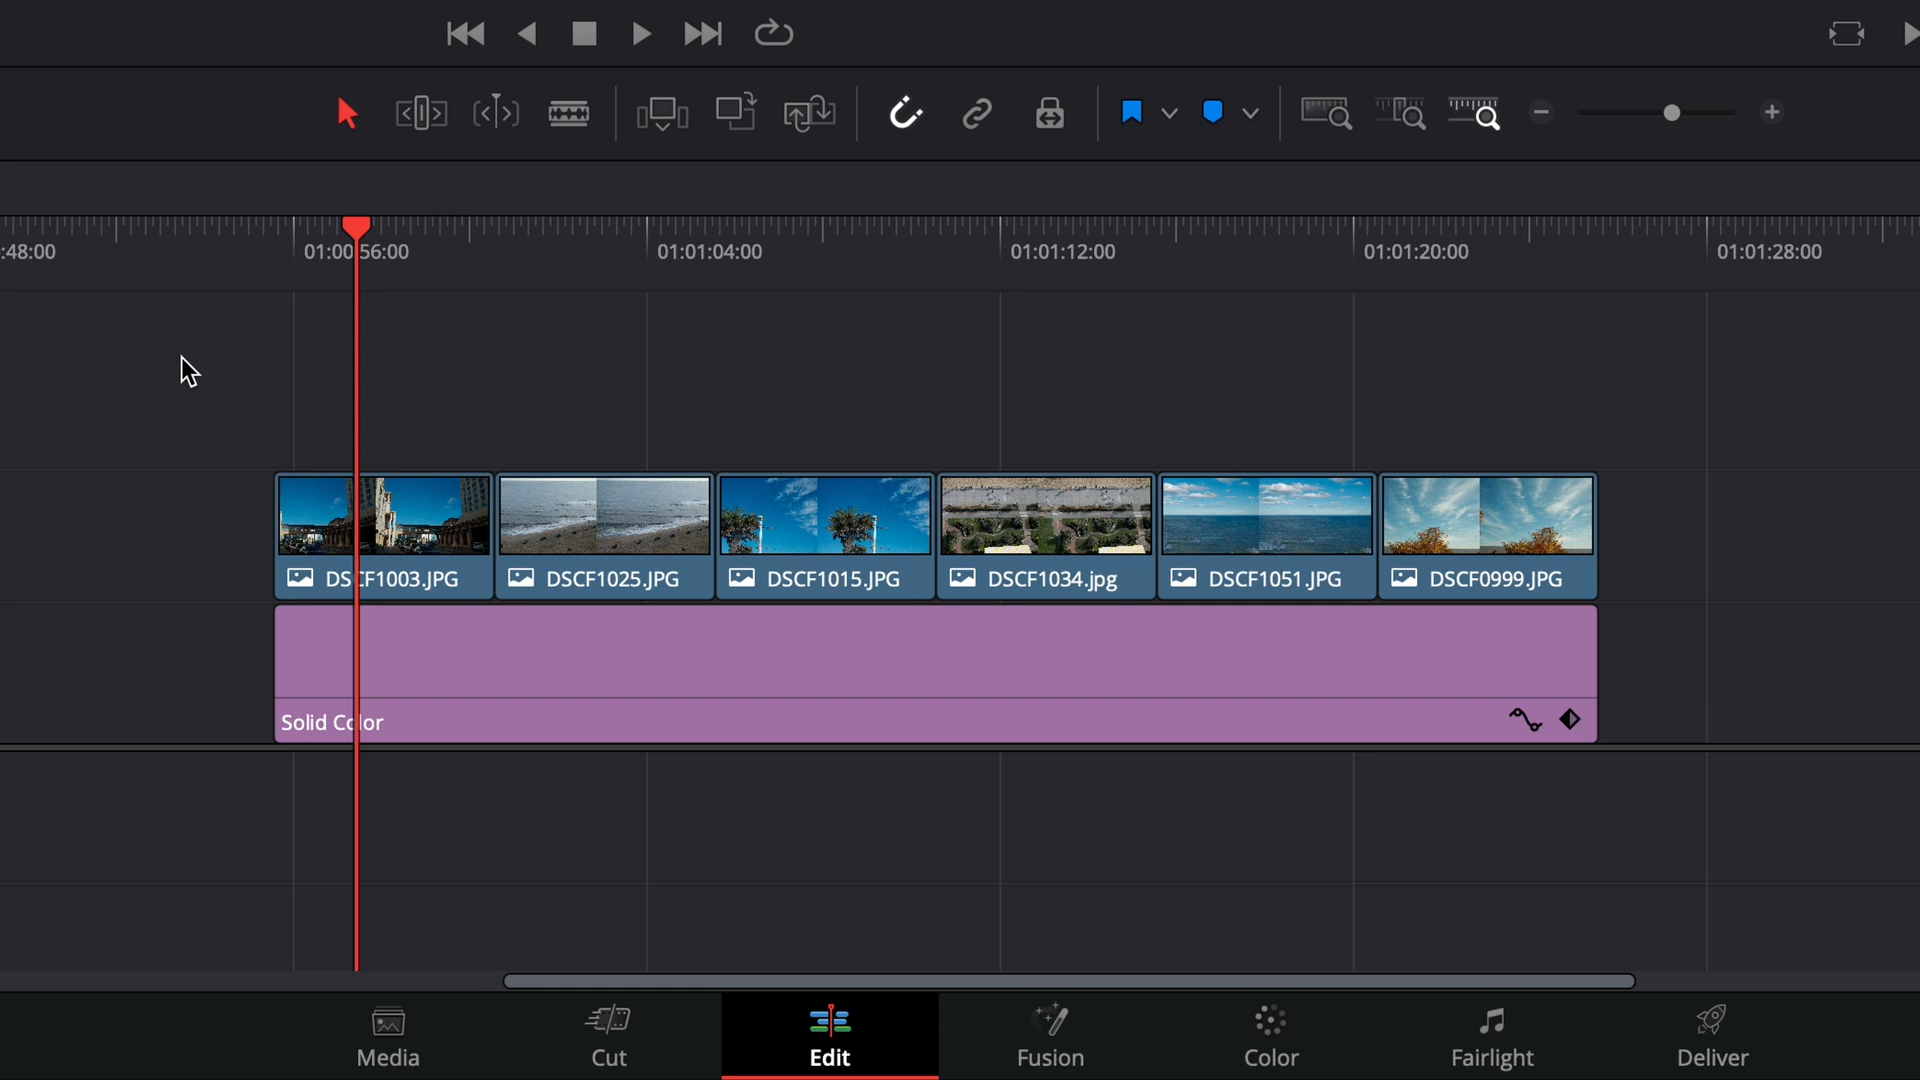 :48:00
01:00:56:00
01:01:04:00
01:01:12:00
01:01:20:00
01:01:28:00
DSCF1003.JPG
DSCF1025.JPG
DSCF1015.JPG
DSCF1034.jpg
DSCF1051.JPG
DSCF0999.JPG
Solid Color
Media
Cut
Edit
Fusion
Color
Fairlight
Deliver